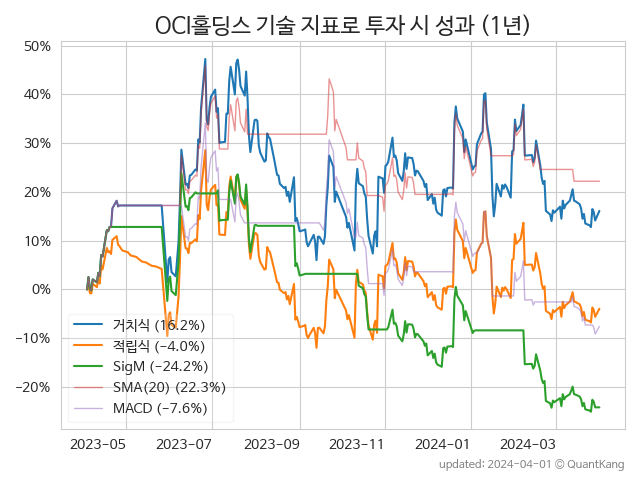 OCI홀딩스 기술 지표로 투자 시 성과 (1년)
50%
40%
30%
20%
10%
0%
−10%
−20%
거치식 (16.2%)
적립식 (−4.0%)
SigM (−24.2%)
SMA(20) (22.3%)
MACD (−7.6%)
2023−05
2023−07
2023−09
2023−11
2024−01
2024−03
updated: 2024−04−01 © QuantKang